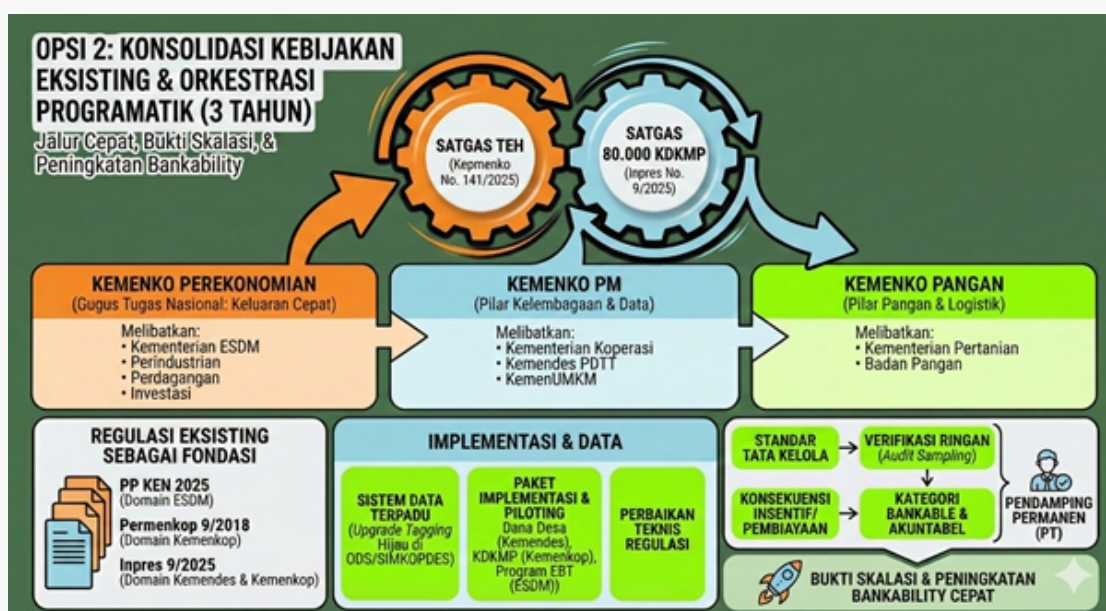 OPSI 2: KONSOLIDASI KEBIJAKAN
EKSISTING & ORKESTRASI
PROGRAMATIK (3 TAHUN)
Jalur Cepat, Bukti Skalasi, &
Peningkatan Bankability
SATGAS TEH
(Kepmenko
No. 141/2025)
SATGAS
80.000 KDKMP
(Inpres No.
9/2025)
KEMENKO PEREKONOMIAN
(Gugus Tugas Nasional: Keluaran Cepat)
Melibatkan:
• Kementerian ESDM
• Perindustrian
• Perdagangan
• Investasi
KEMENKO PM
(Pilar Kelembagaan & Data)
Melibatkan:
• Kementerian Koperasi
• Kemendes PDTT
• KemenUMKM
KEMENKO PANGAN
(Pilar Pangan & Logistik)
Melibatkan:
• Kementerian Pertanian
• Badan Pangan
REGULASI EKSISTING
SEBAGAI FONDASI
PP KEN 2025
(Domain ESDM)
Permenkop 9/2018
(Domain Kemenkop)
Inpres 9/2025
(Domain Kemendes & Kemenkop)
IMPLEMENTASI & DATA
SISTEM DATA
TERPADU
(Upgrade Tagging
Hijau di
ODS/SIMKOPDES)
PAKET
IMPLEMENTASI &
PILOTING
Dana Desa
(Kemendes),
KDKMP (Kemenkop),
Program EBT
(ESDM))
PERBAIKAN
TEKNIS
REGULASI
STANDAR
TATA KELOLA
VERIFIKASI RINGAN
(Audit Sampling)
KONSEKUENSI
INSENTIF/
PEMBIAYAAN
KATEGORI
BANKABLE &
AKUNTABEL
PENDAMPING
PERMANEN
(PT)
BUKTI SKALASI & PENINGKATAN
BANKABILITY CEPAT